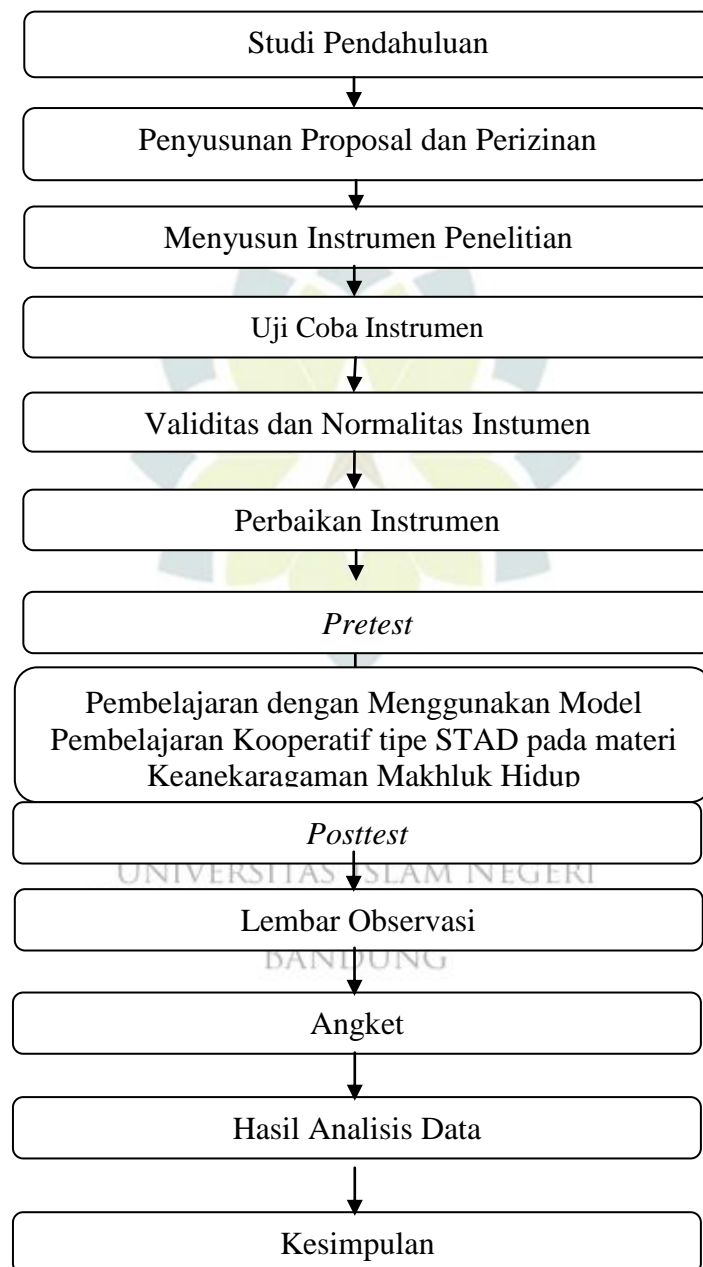 Studi Pendahuluan
Penyusunan Proposal dan Perizinan
Menyusun Instrumen Penelitian
Uji Coba Instrumen
Validitas dan Normalitas Instumen
Perbaikan Instrumen
Pretest
Pembelajaran dengan Menggunakan Model
Pembelajaran Kooperatif tipe STAD pada materi
Keanekaragaman Makhluk Hidup
Posttest
UNIVERSITAS ISLAM NEGERI
Lembar Observasi
BANDUNG
Angket
Hasil Analisis Data
Kesimpulan